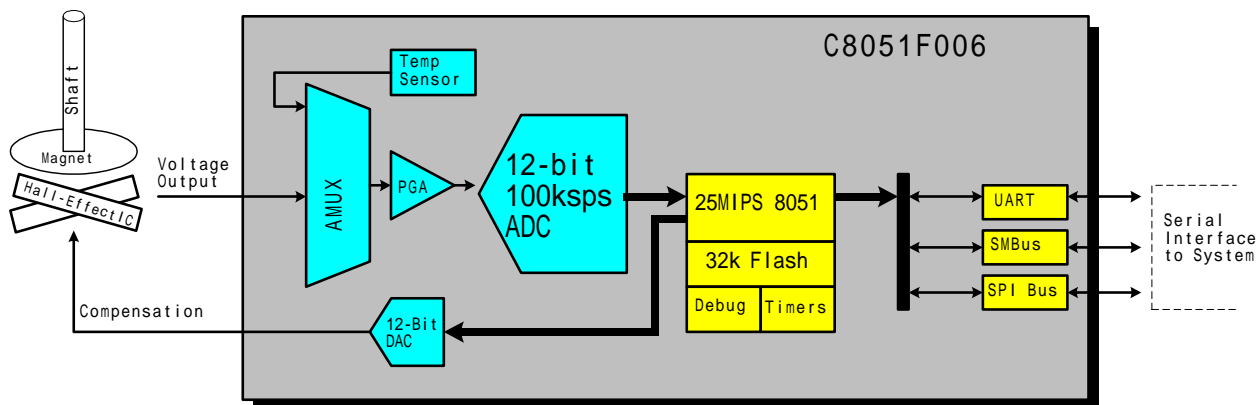 C8051F006
Temp
Sensor
Shaft
Magnet
Hall-EffectIC
Voltage
Output
AMUX
PGA
12-bit
100ksps
ADC
25MIPS 8051
32k Flash
Debug
Timers
UART
SMBus
SPI Bus
Serial
Interface
to System
Compensation
12-Bit
DAC